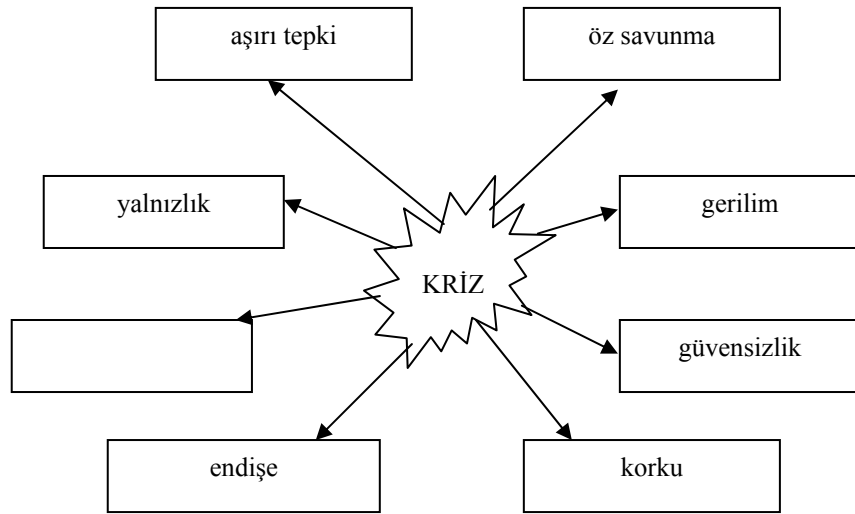 aşırı tepki
öz savunma
yalnızlık
gerilim
KRİZ
güvensizlik
endişe
korku